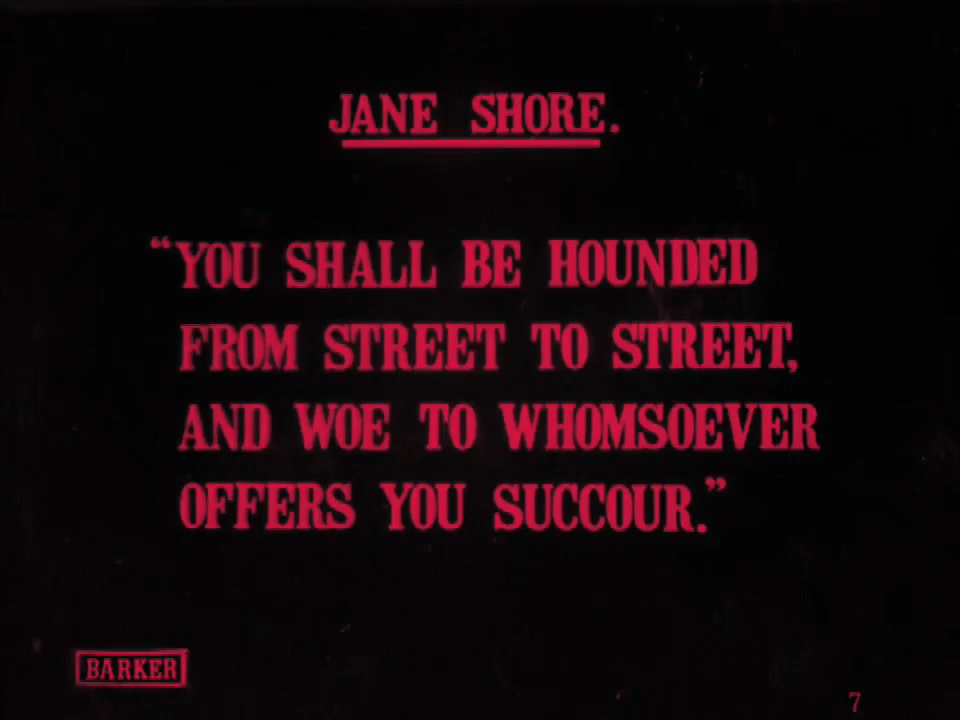 JANE SHORE.
“YOU SHALL BE HOUNDED
FROM STREET TO STREET,
AND WOE TO WHOMSOEVER
OFFERS YOU SUCCOUR.”
BARKER
7